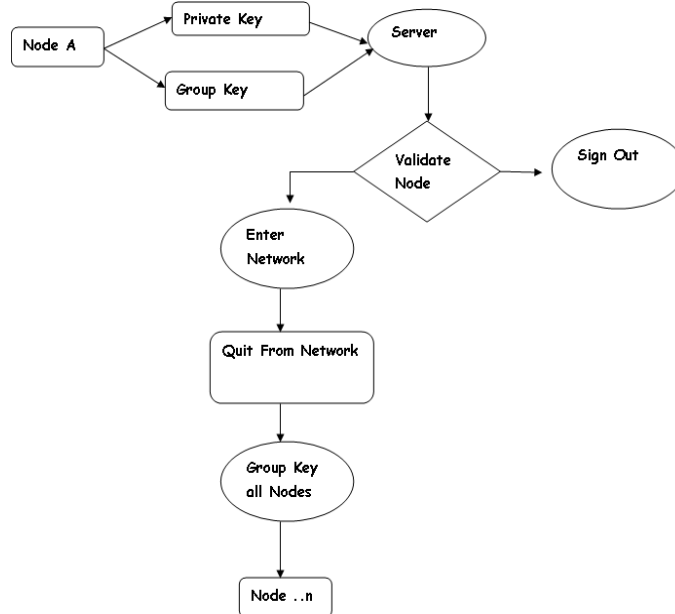 Private Key
Server
Node A
Group Key
Validate
Node
Sign Out
Enter
Network
Quit From Network
Group Key
all Nodes
Node ..n